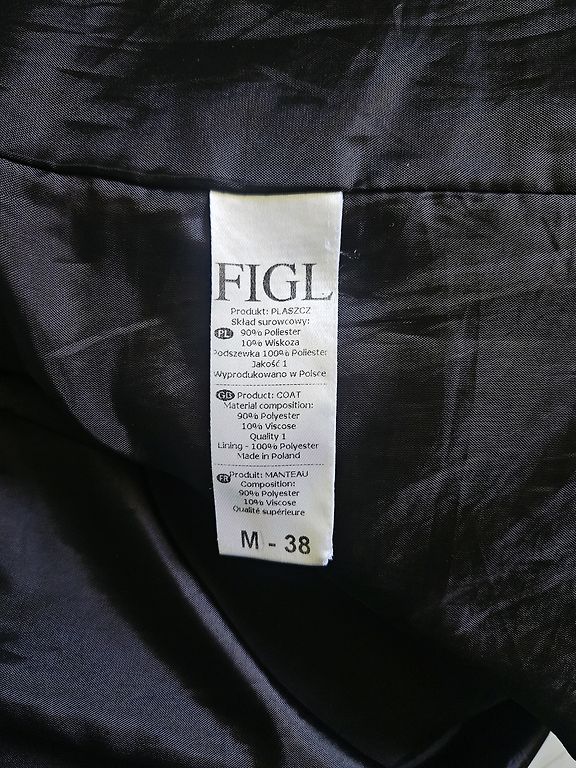 FIGL
Produkt: PŁASZCZ
Skład surowcowy:
PL 90% Poliester
10% Wiskoza
Podszewka 100% Poliester
Jakość 1
Wyprodukowano w Polsce
GB Product: COAT
Material composition:
90% Polyester
10% Viscose
Quality 1
Lining - 100% Polyester
Made in Poland
FR Produit: MANTEAU
Composition:
90% Polyester
10% Viscose
Qualité supérieure
M - 38